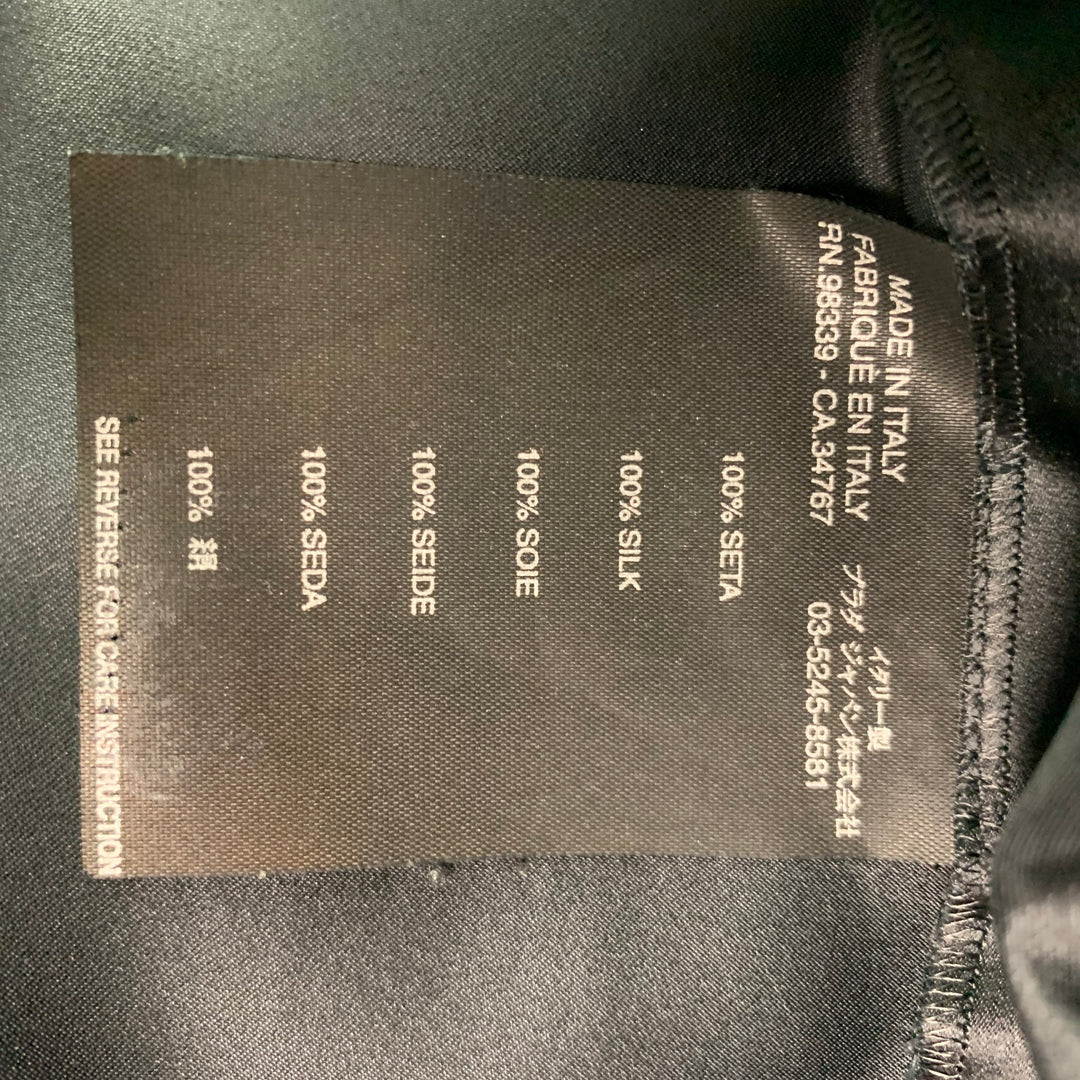 MADE IN ITALY
FABRIQUÉ EN ITALY
RN.98339 - CA.34767
イタリー製
プラダ ジャパン株式会社
03-5245-8581
100% SETA
100% SILK
100% SOIE
100% SEIDE
100% SEDA
100% 絹
SEE REVERSE FOR CARE INSTRUCTION